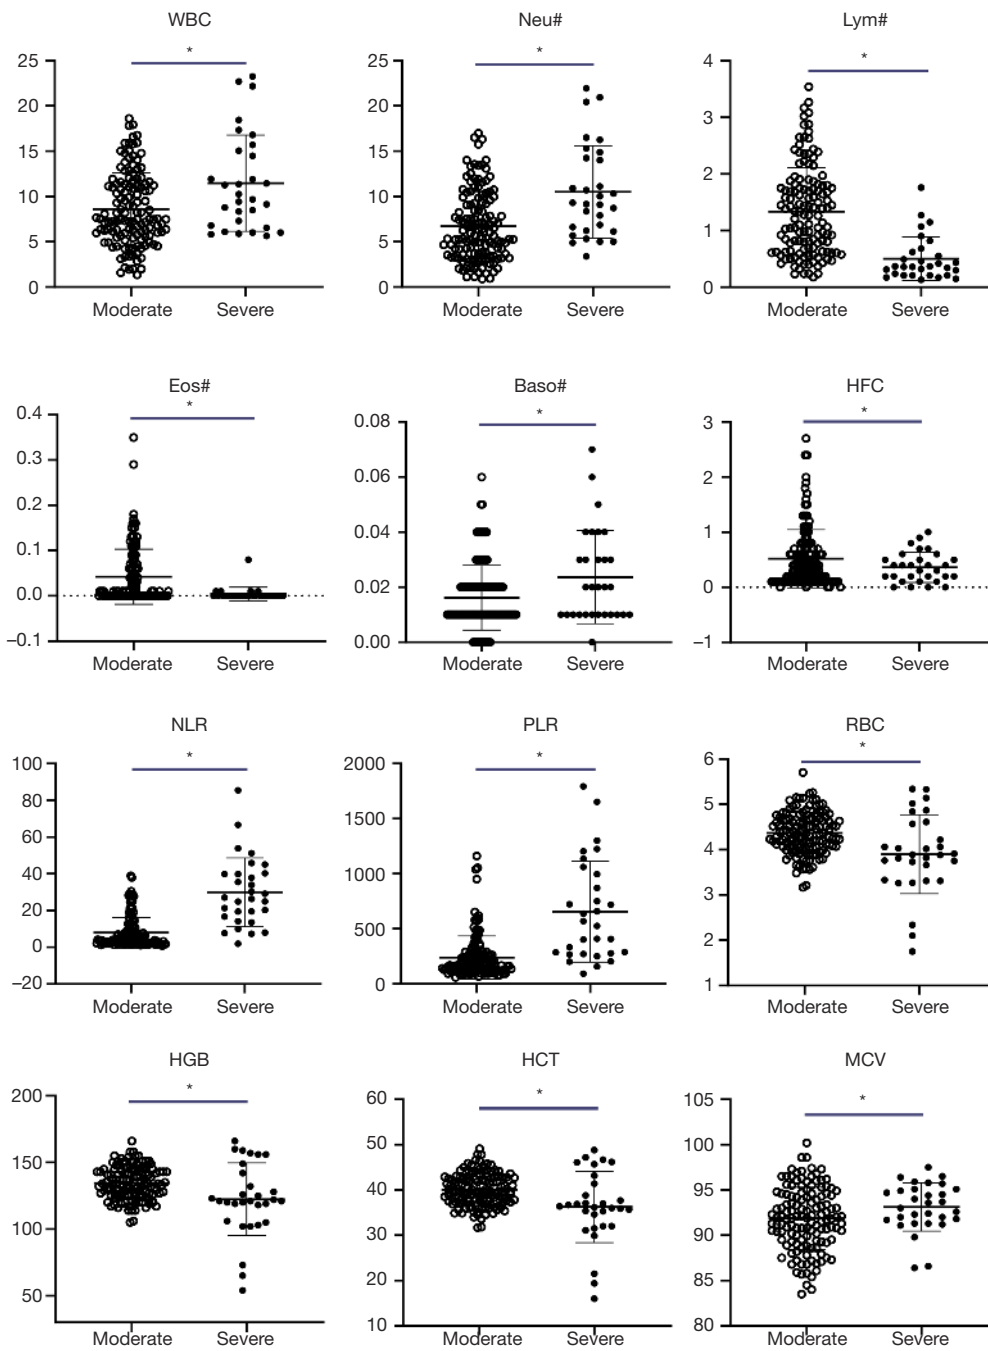 WBC Neu# Lym#
* * *
25 25 4
20 20 3
15 15 2
10 10 1
5 5
0 0 0
Moderate Severe Moderate Severe Moderate Severe
Eos# Baso# HFC
* * *
0.4 0.08 3
0.3 0.06 2
0.2 0.04 1
0.1 0.02 0
0.0 0.00 −1
−0.1
Moderate Severe Moderate Severe Moderate Severe
NLR PLR RBC
* * *
100 2000 6
80 1500 5
60 1000 4
40 500 3
20 0 2
0 1
−20
Moderate Severe Moderate Severe Moderate Severe
HGB HCT MCV
* * *
200 60 105
150 50 100
100 40 95
50 30 90
20 85
10 80
Moderate Severe Moderate Severe Moderate Severe